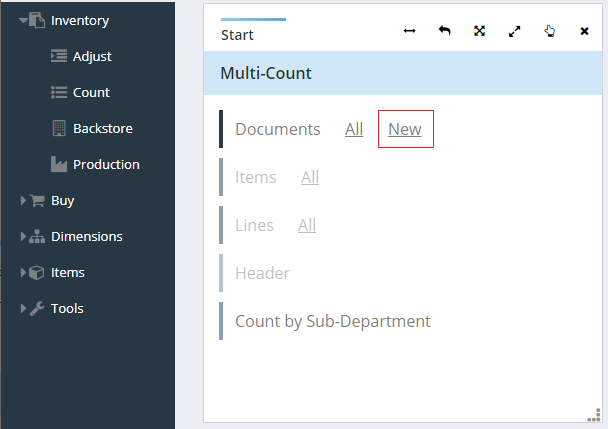 Inventory
Adjust
Count
Backstore
Production
Buy
Dimensions
Items
Tools
Start
Multi-Count
Documents All New
Items All
Lines All
Header
Count by Sub-Department